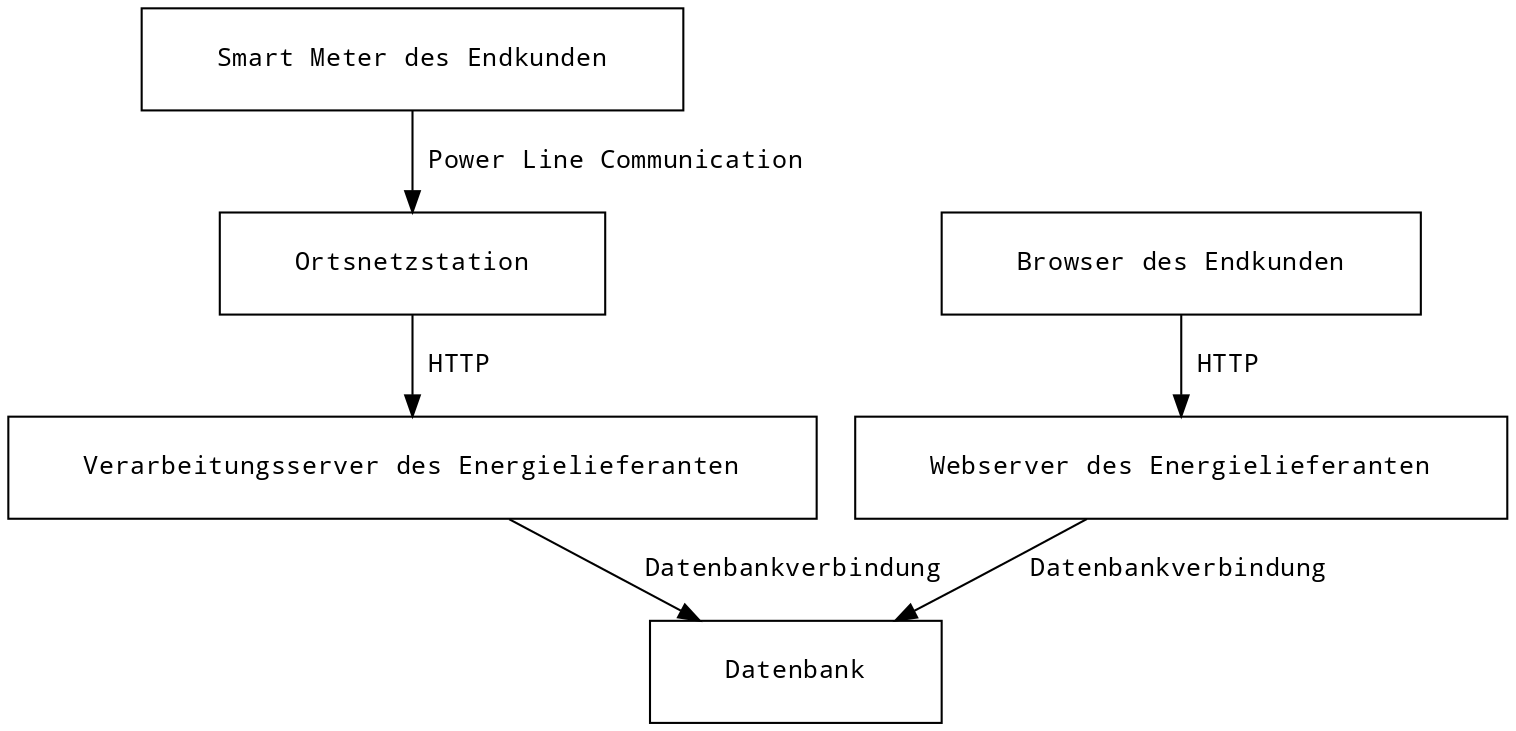 Smart Meter des Endkunden
Power Line Communication
Ortsnetzstation
Browser des Endkunden
HTTP
HTTP
Verarbeitungsserver des Energielieferanten
Webserver des Energielieferanten
Datenbankverbindung
Datenbankverbindung
Datenbank